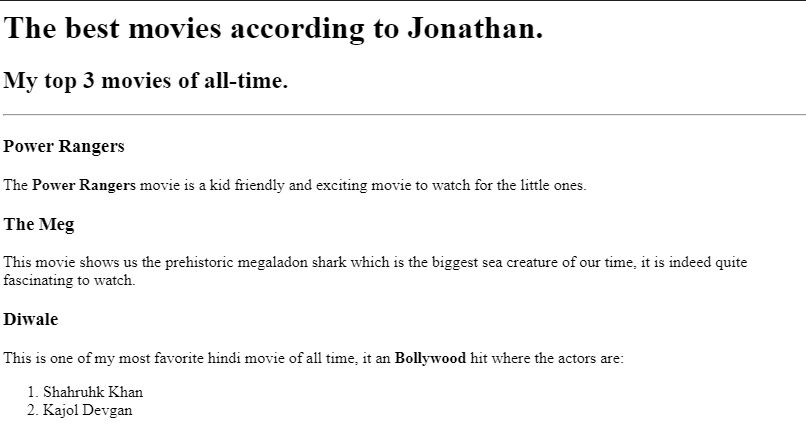 The best movies according to Jonathan.
My top 3 movies of all-time.
Power Rangers
The Power Rangers movie is a kid friendly and exciting movie to watch for the little ones.
The Meg
This movie shows us the prehistoric megaladon shark which is the biggest sea creature of our time, it is indeed quite
fascinating to watch.
Diwale
This is one of my most favorite hindi movie of all time, it an Bollywood hit where the actors are:
1. Shahruhk Khan
2. Kajol Devgan